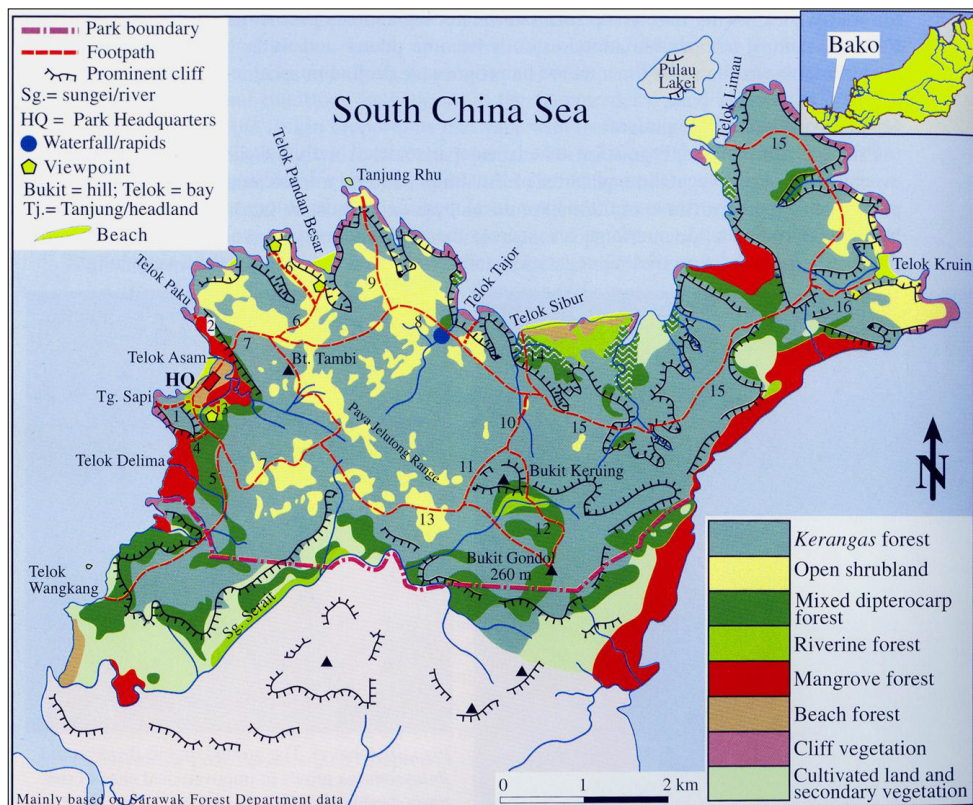 Park boundary
Footpath
Prominent cliff
Sg.= sungei/river
HQ = Park Headquarters
Waterfall/rapids
Viewpoint
Bukit = hill; Telok = bay
Tj.= Tanjung/headland
Beach
South China Sea
Pulau
Lakei
Telok Limau
Bako
Tanjung Rhu
Telok Pandan Besar
Telok Paku
Telok Tajor
Telok Sibur
Telok Kruin
Telok Asam
HQ
Tg. Sapi
Bt. Tambi
Paya Jelutong Range
Telok Delima
Bukit Keruing
Bukit Gondol
260 m
Telok
Wangkang
Sg. Serait
15
9
6
6
8
2
7
16
14
3
1
10
15
15
4
5
7
11
13
12
N
Kerangas forest
Open shrubland
Mixed dipterocarp
forest
Riverine forest
Mangrove forest
Beach forest
Cliff vegetation
Cultivated land and
secondary vegetation
0 1 2 km
Mainly based on Sarawak Forest Department data